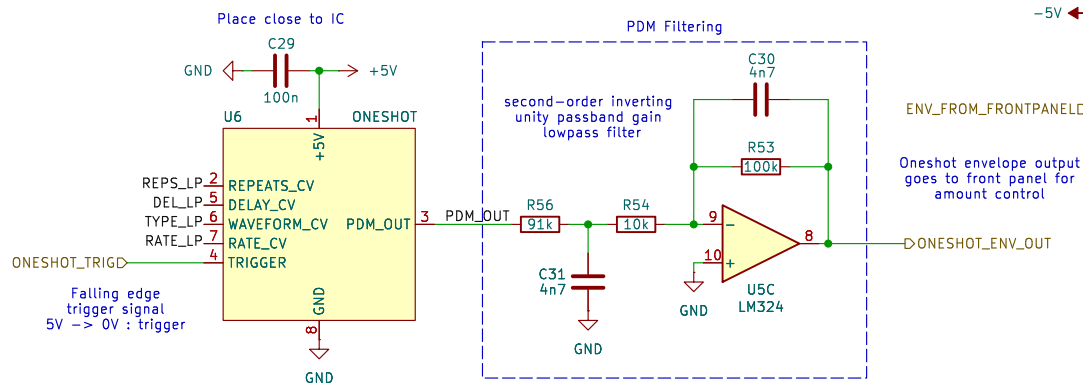 Place close to IC
C29
GND
+5V
100n
U6
ONESHOT
1
+5V
REPS_LP
2
REPEATS_CV
DEL_LP
5
DELAY_CV
TYPE_LP
6
WAVEFORM_CV
RATE_LP
7
RATE_CV
ONESHOT_TRIG
4
TRIGGER
PDM_OUT
3
GND
8
GND
Falling edge
trigger signal
5V -> 0V : trigger
PDM Filtering
second-order inverting
unity passband gain
lowpass filter
PDM_OUT
R56
91k
R54
10k
C31
4n7
GND
C30
4n7
R53
100k
9
-
10
+
8
GND
U5C
LM324
-5V
ENV_FROM_FRONTPANEL
Oneshot envelope output
goes to front panel for
amount control
ONESHOT_ENV_OUT